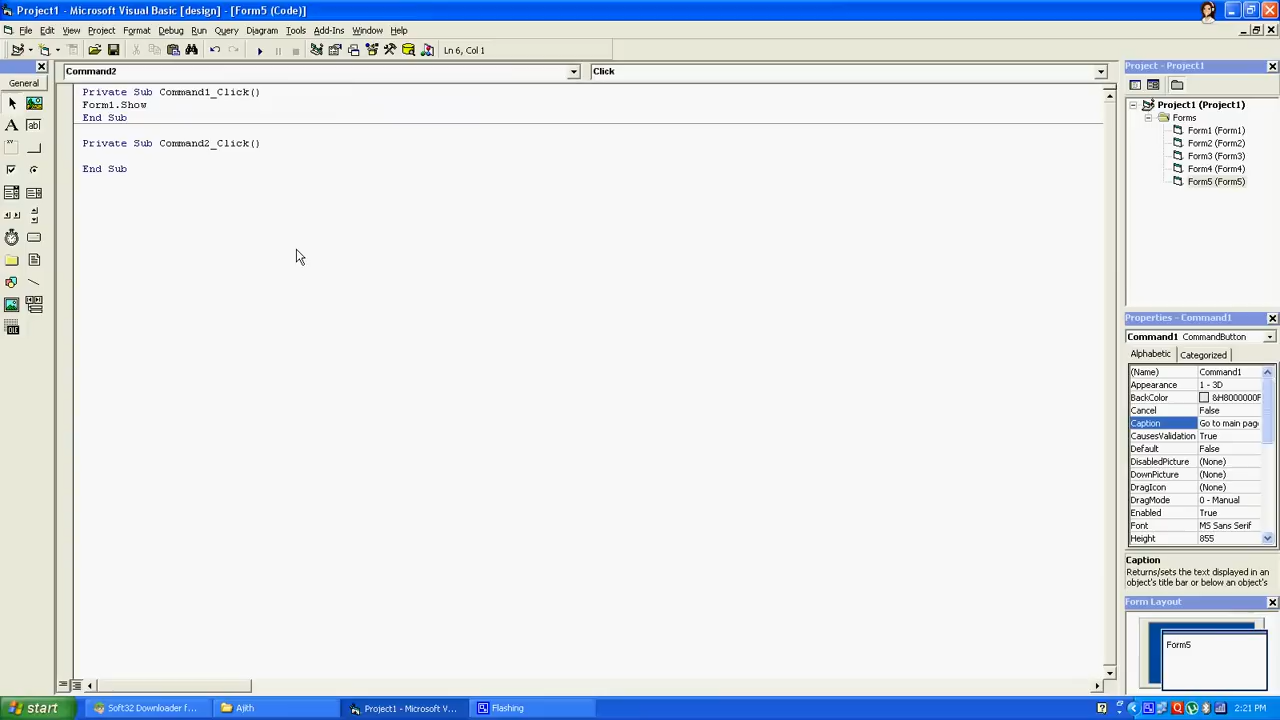 Project1 - Microsoft Visual Basic [design] - [Form5 (Code)]
File Edit View Project Format Debug Run Query Diagram Tools Add-Ins Window Help
Ln 6, Col 1
General
Command2
Click
Private Sub Command1_Click()
Form1.Show
End Sub
Private Sub Command2_Click()
End Sub
Project - Project1
Project1 (Project1)
Forms
Form1 (Form1)
Form2 (Form2)
Form3 (Form3)
Form4 (Form4)
Form5 (Form5)
Properties - Command1
Command1 CommandButton
Alphabetic Categorized
(Name) Command1
Appearance 1 - 3D
BackColor &H8000000F
Cancel False
Caption Go to main pag
CausesValidation True
Default False
DisabledPicture (None)
DownPicture (None)
DragIcon (None)
DragMode 0 - Manual
Enabled True
Font MS Sans Serif
Height 855
Caption
Returns/sets the text displayed in an
object's title bar or below an object's
Form Layout
Form5
start
Soft32 Downloader f...
Ajith
Project1 - Microsoft V...
Flashing
2:21 PM